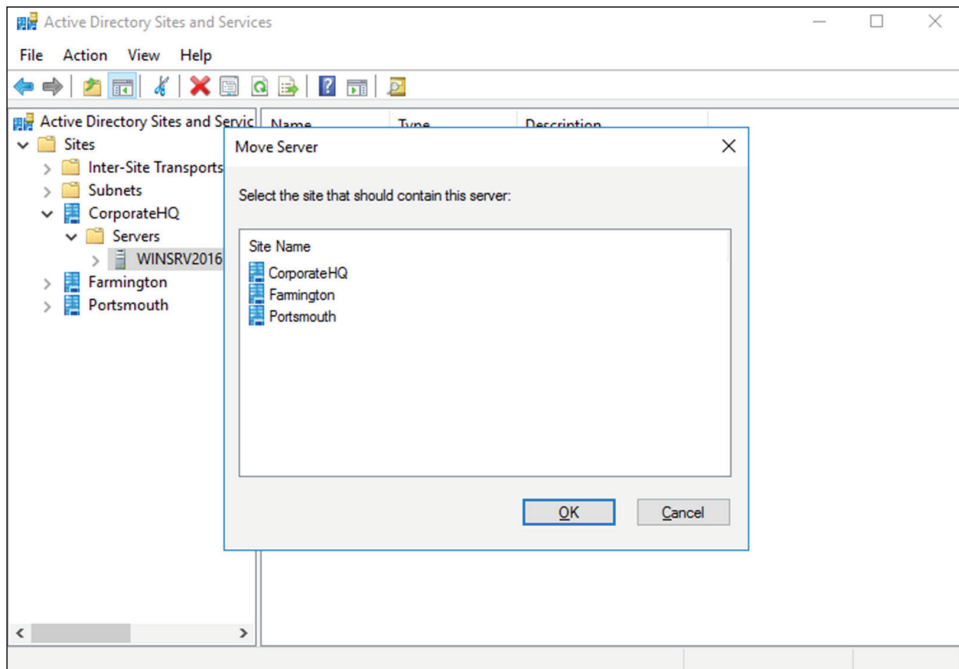 Active Directory Sites and Services
File Action View Help
Active Directory Sites and Servic
Name Type Description
Sites
Inter-Site Transports
Subnets
CorporateHQ
Servers
WINSRV2016
Farmington
Portsmouth
Move Server
Select the site that should contain this server:
Site Name
CorporateHQ
Farmington
Portsmouth
OK Cancel